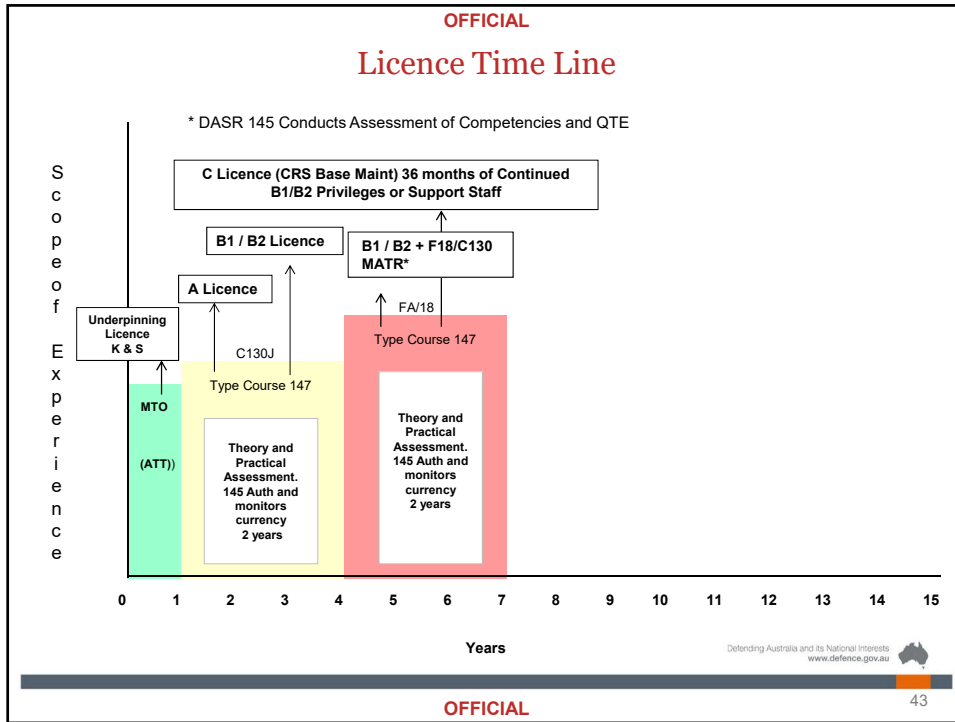 OFFICIAL
Licence Time Line
* DASR 145 Conducts Assessment of Competencies and QTE
Scopeof Experience
C Licence (CRS Base Maint) 36 months of Continued
B1/B2 Privileges or Support Staff
B1 / B2 Licence
B1 / B2 + F18/C130
MATR*
A Licence
Underpinning
Licence
K & S
FA/18
Type Course 147
C130J
Type Course 147
MTO
(ATT))
Theory and
Practical
Assessment.
145 Auth and
monitors
currency
2 years
Theory and
Practical
Assessment.
145 Auth and
monitors
currency
2 years
0 1 2 3 4 5 6 7 8 9 10 11 12 13 14 15
Years
Defending Australia and its National Interests
www.defence.gov.au
43
OFFICIAL